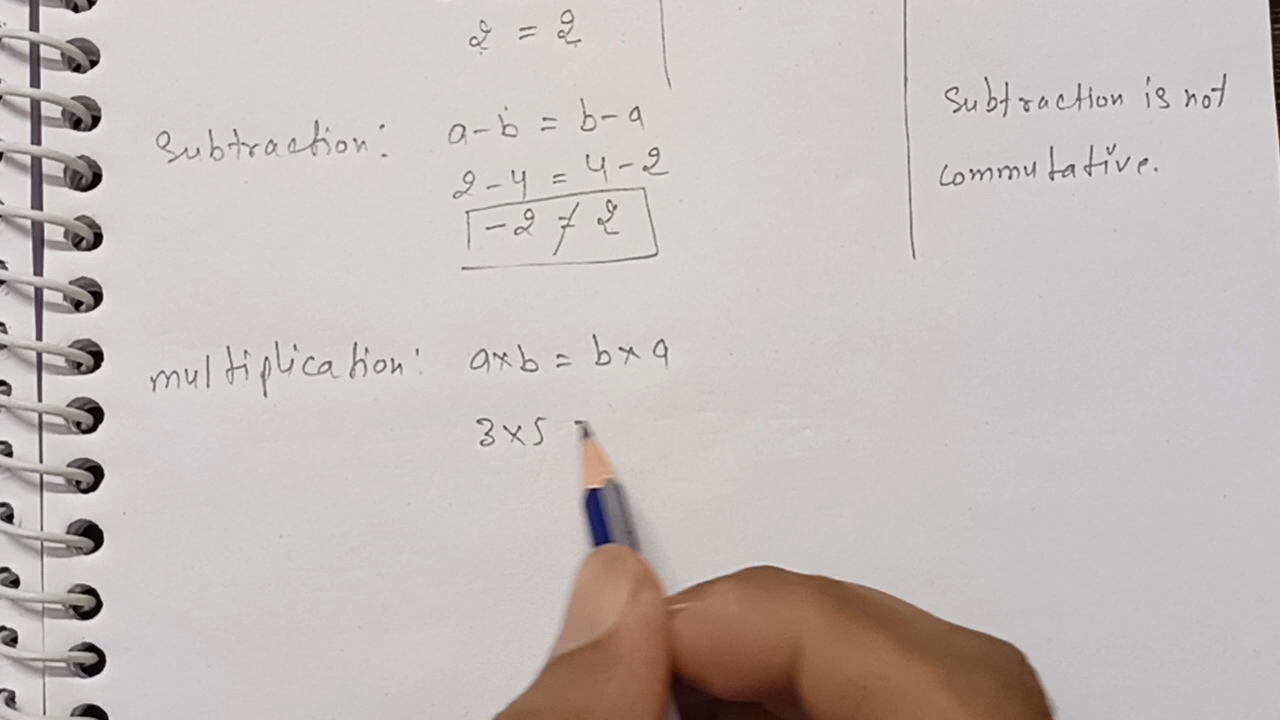 2 = 2
Subtraction: a-b = b-a
2-4 = 4-2
-2 ≠ 2
Subtraction is not
commutative.
multiplication: a×b = b×a
3×5 =